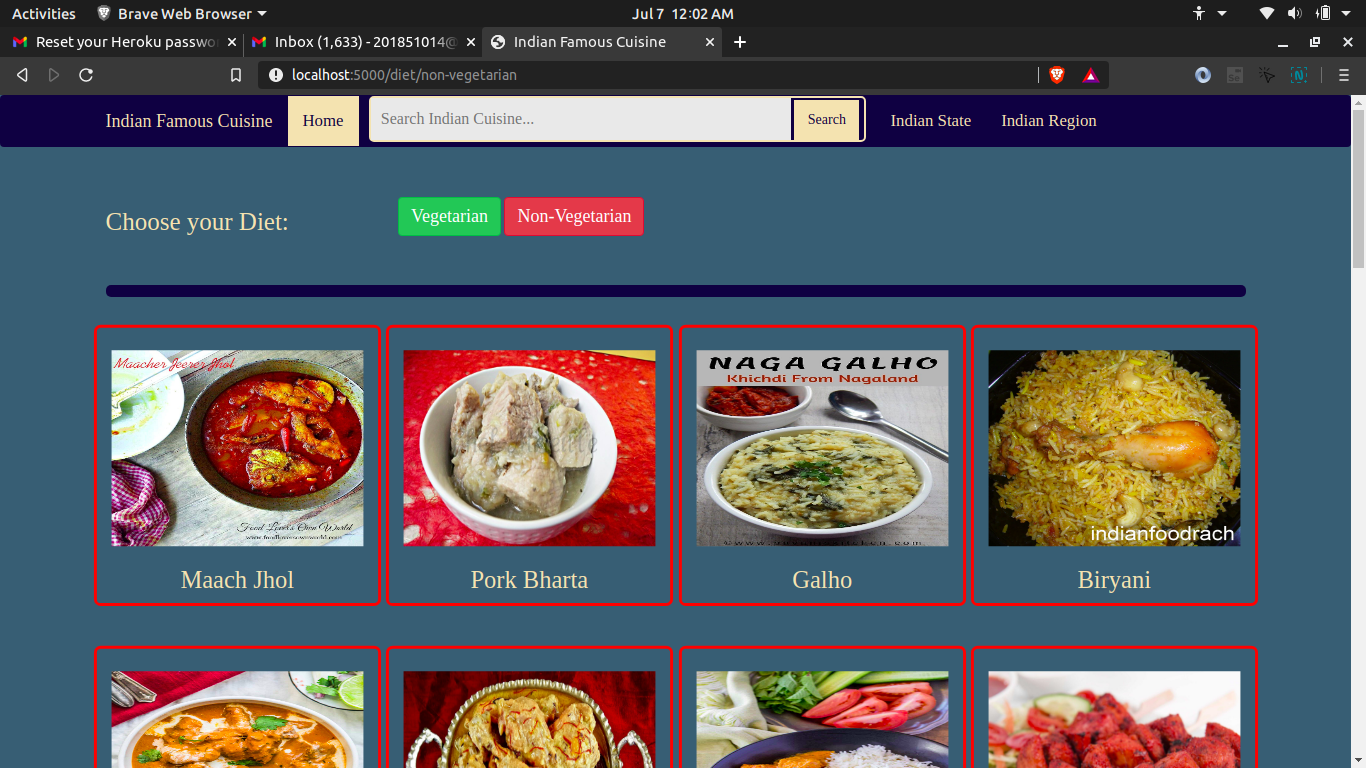 Activities Brave Web Browser Jul 7 12:02 AM
Reset your Heroku passwo Inbox (1,633) - 201851014@ Indian Famous Cuisine
localhost:5000/diet/non-vegetarian
Indian Famous Cuisine Home Search Indian Cuisine... Search Indian State Indian Region
Choose your Diet: Vegetarian Non-Vegetarian
Maacher Jeerer Jhol
Food Lover's Own World
NAGA GALHO
Khichdi From Nagaland
indianfoodrach
Maach Jhol Pork Bharta Galho Biryani